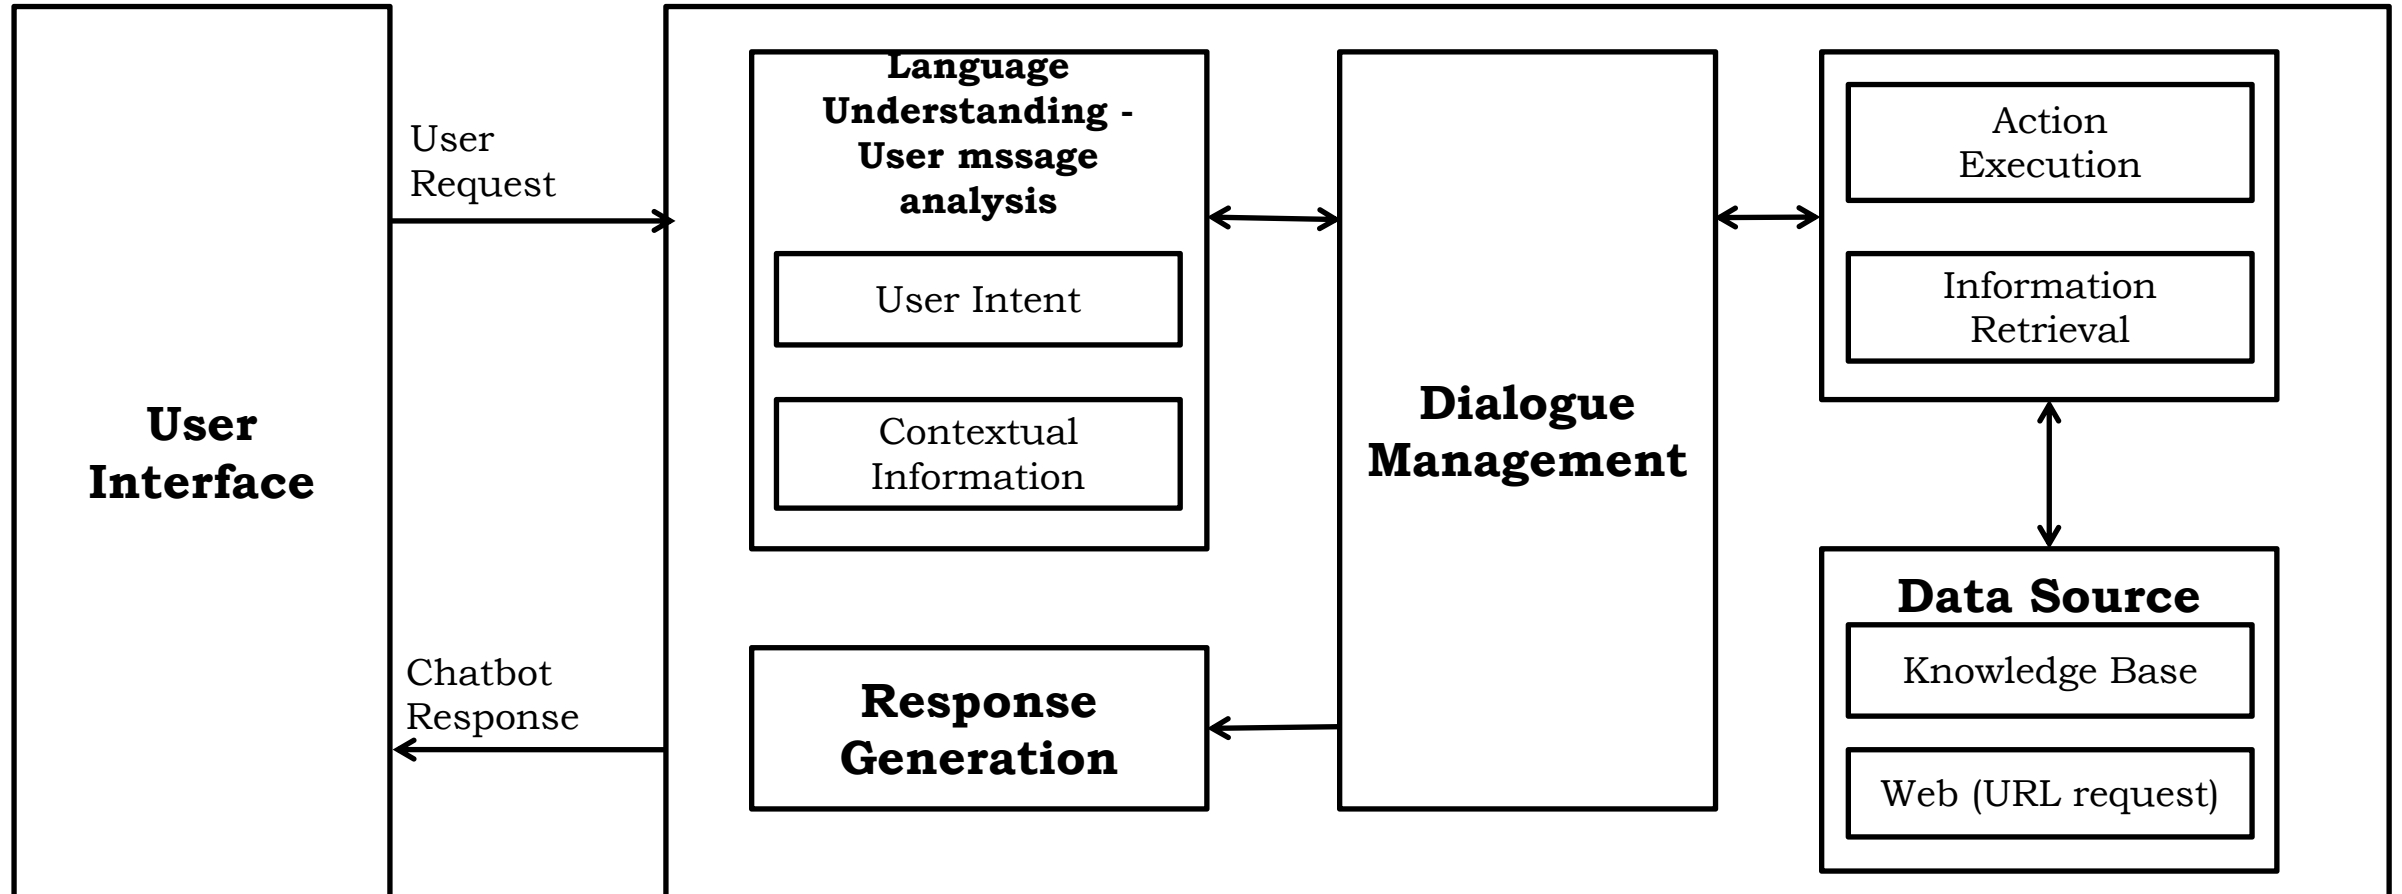 User
Interface
User
Request
Chatbot
Response
Language
Understanding -
User mssage
analysis
User Intent
Contextual
Information
Response
Generation
Dialogue
Management
Action
Execution
Information
Retrieval
Data Source
Knowledge Base
Web (URL request)